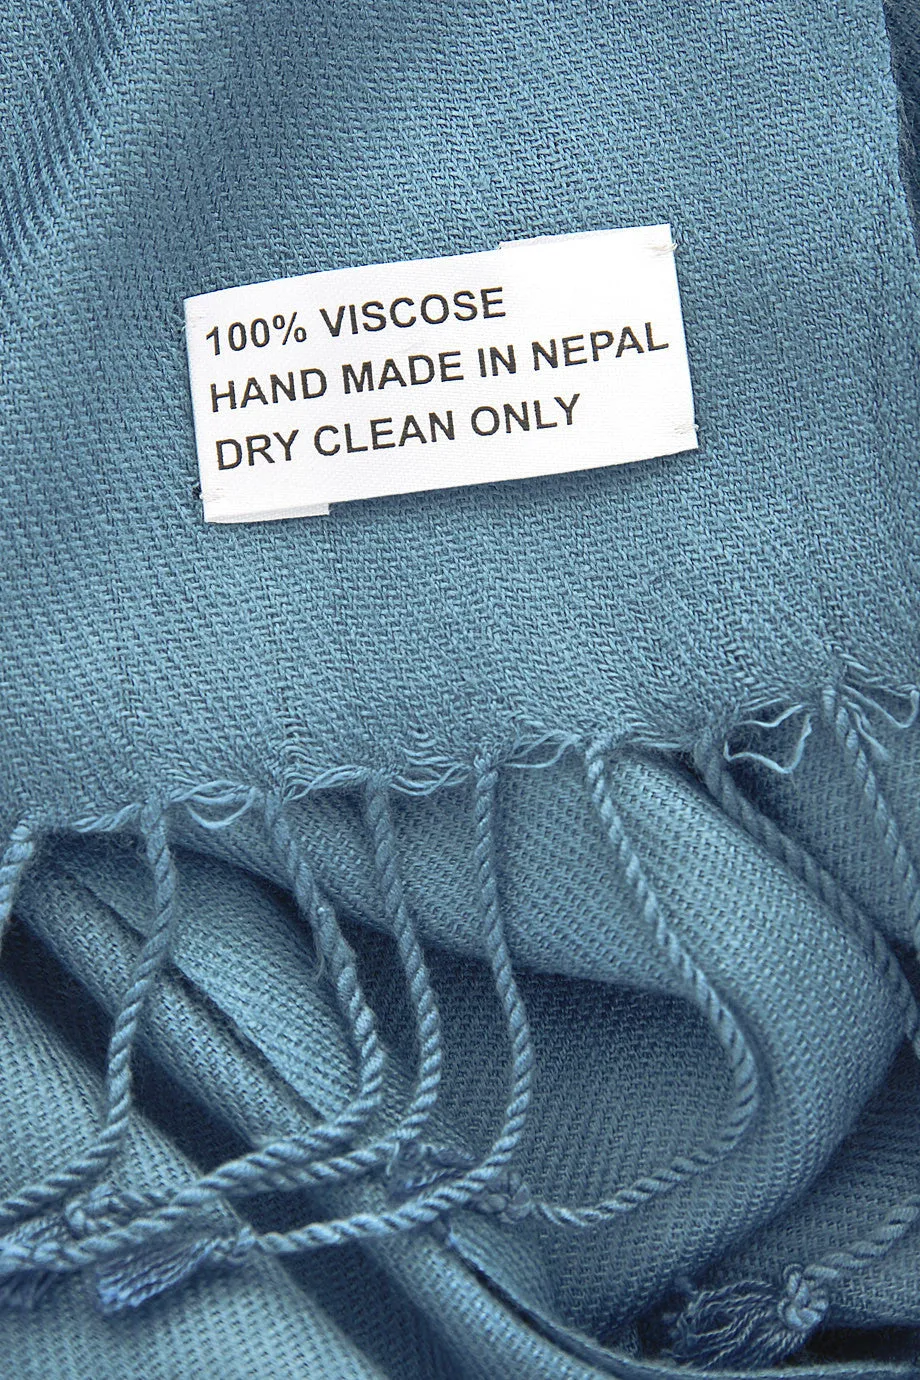 100% VISCOSE
HAND MADE IN NEPAL
DRY CLEAN ONLY